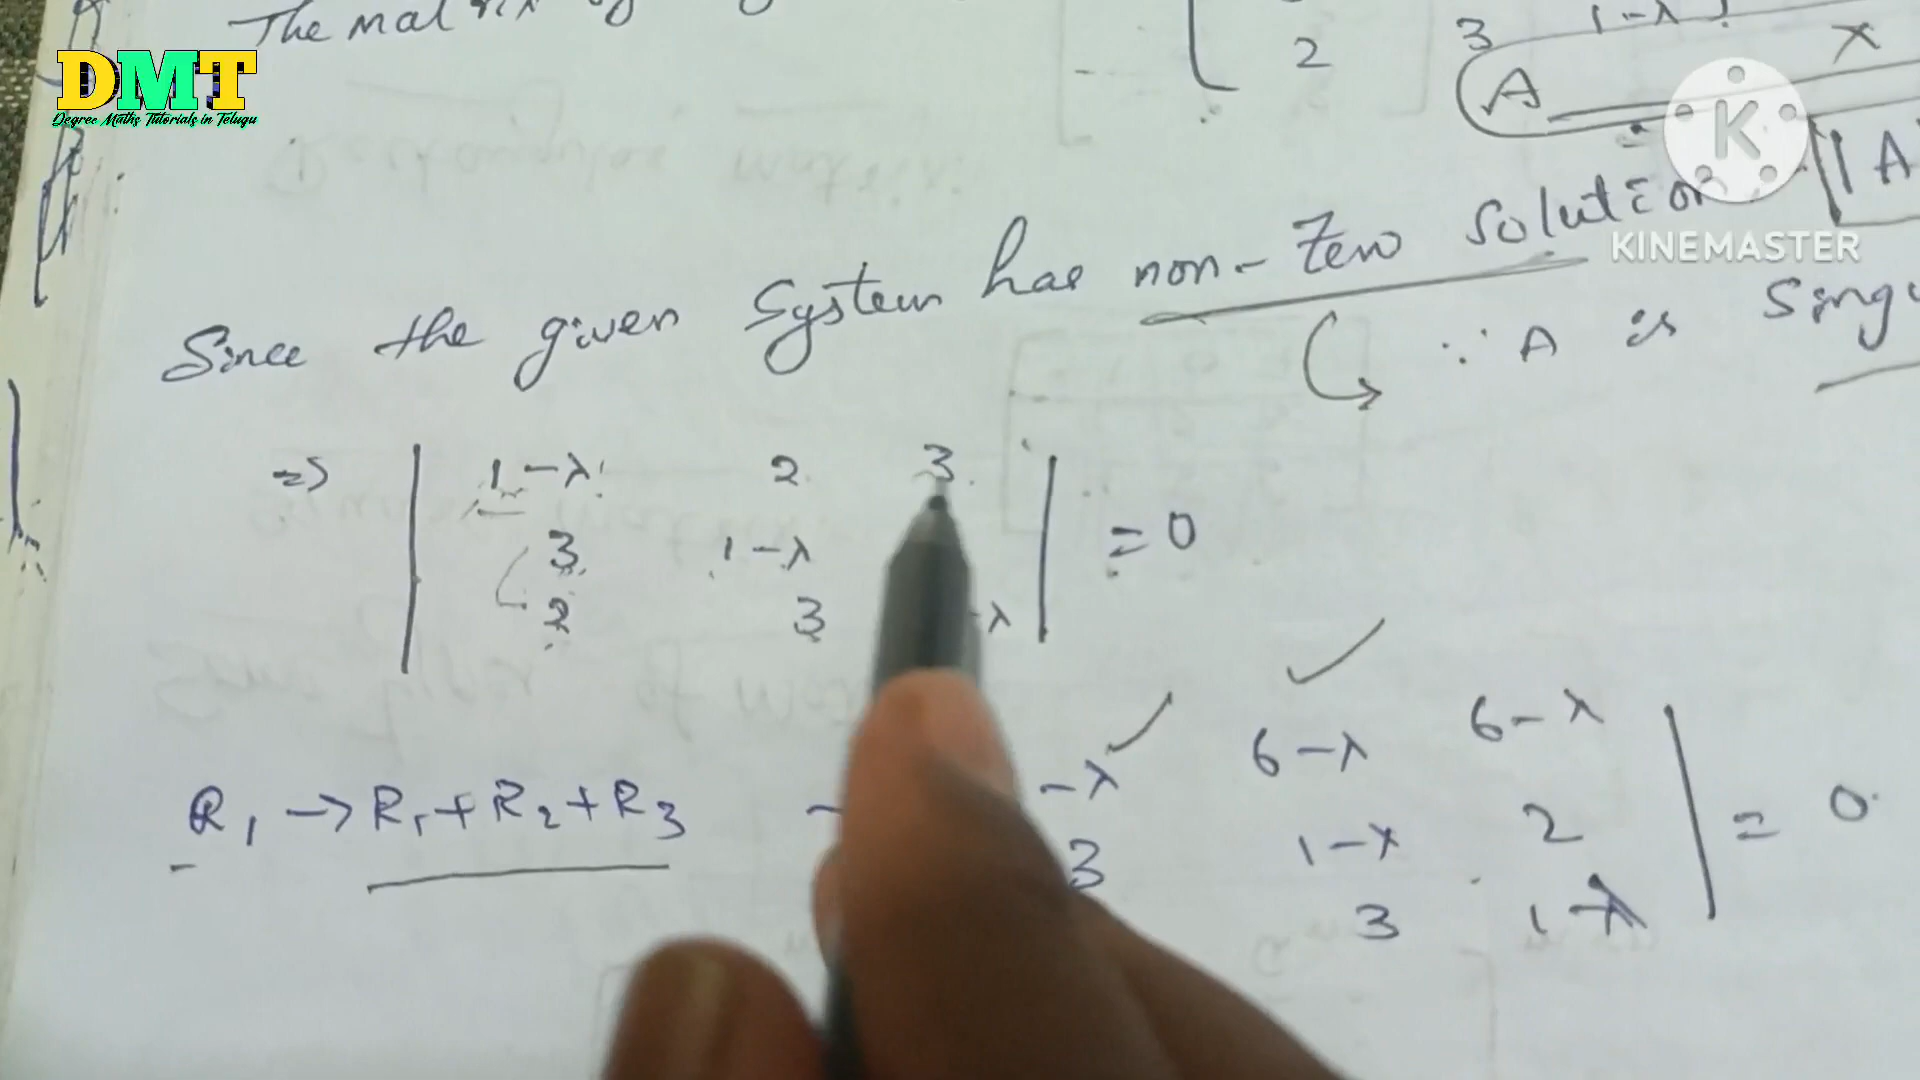 The matrix
2
3 1-λ
A X
DMT
Degree Maths Tutorials in Telugu
K
KINEMASTER
|A
Since the given System has non-zero solution
∵ A is
⇒ | 1-λ 2 3 |
3 1-λ = 0
2 3 -λ
R₁ → R₁+R₂+R₃ -λ 6-λ 6-λ
3 1-λ 2 = 0
3 1-λ